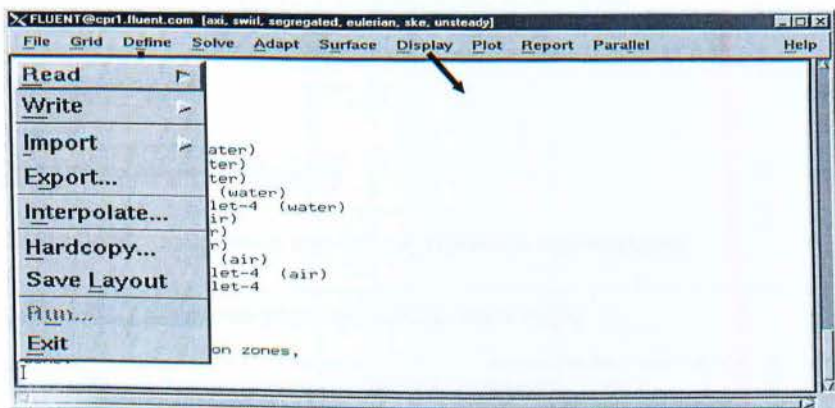 FLUENT@cpr1.fluent.com [axi, swirl, segregated, eulerian, ske, unsteady]
File Grid Define Solve Adapt Surface Display Plot Report Parallel Help
Read
Write
Import
Export...
Interpolate...
Hardcopy...
Save Layout
Run...
Exit
ater)
ter)
ter)
(water)
let-4 (water)
ir)
r)
r)
(air)
let-4 (air)
let-4
on zones,